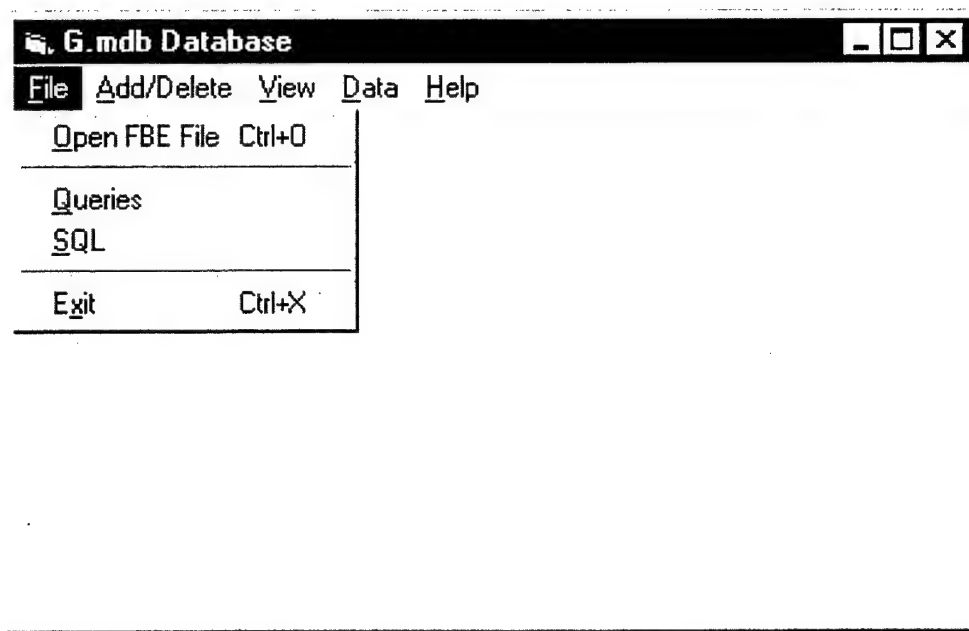 G.mdb Database
File Add/Delete View Data Help
Open FBE File Ctrl+O
Queries
SQL
Exit Ctrl+X